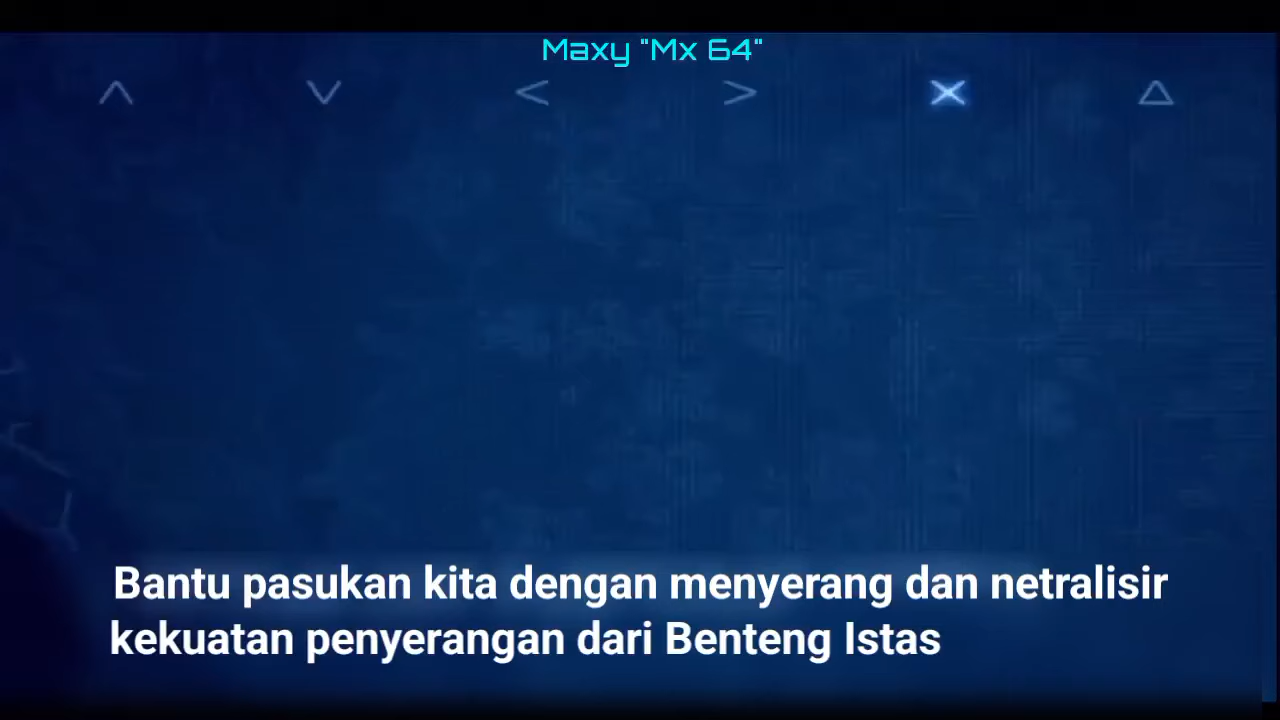 Maxy "Mx 64"
Bantu pasukan kita dengan menyerang dan netralisir
kekuatan penyerangan dari Benteng Istas